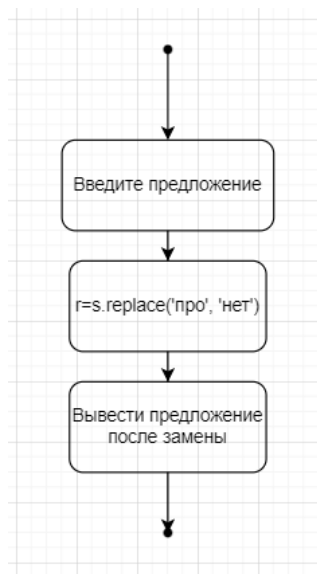 Введите предложение
r=s.replace('про', 'нет')
Вывести предложение
после замены